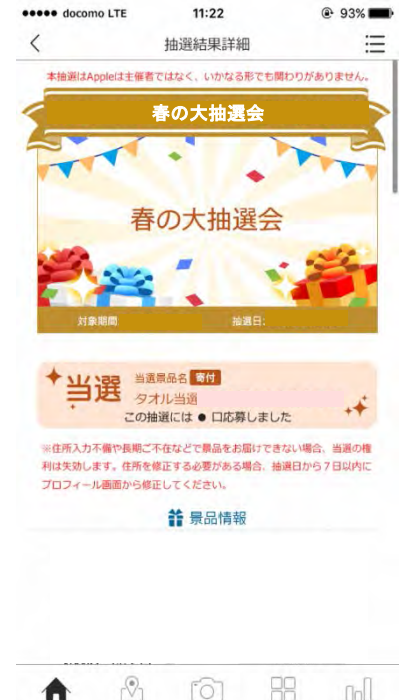 docomo LTE 11:22 93%
抽選結果詳細
本抽選はAppleは主催者ではなく、いかなる形でも関わりがありません。
春の大抽選会
春の大抽選会
対象期間 抽選日:
当選
当選景品名 寄付
タオル当選
この抽選には ● 口応募しました
※住所入力不備や長期ご不在などで景品をお届けできない場合、当選の権
利は失効します。住所を修正する必要がある場合、抽選日から7日以内に
プロフィール画面から修正してください。
景品情報